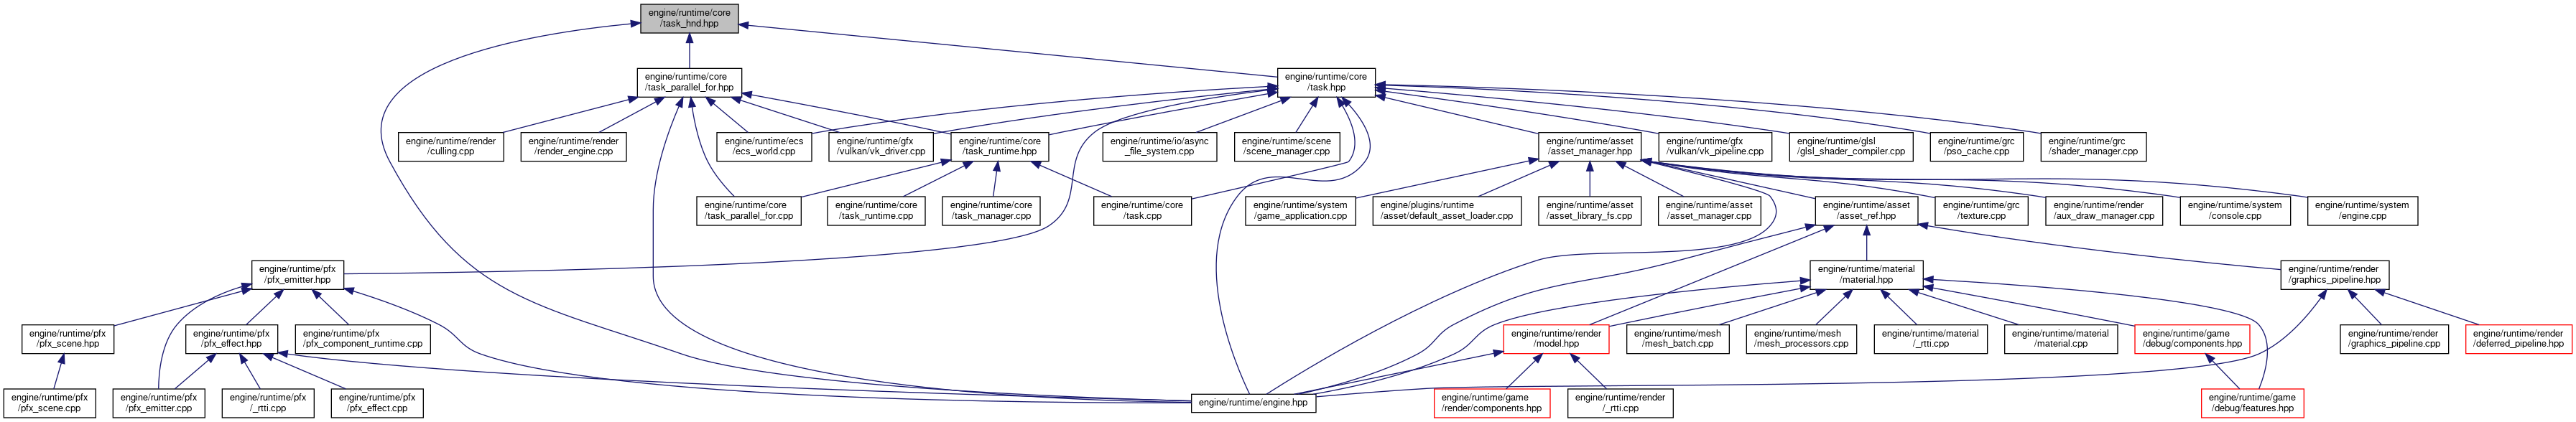 engine/runtime/core
/task_hnd.hpp
engine/runtime/core
/task_parallel_for.hpp
engine/runtime/core
/task.hpp
engine/runtime/render
/culling.cpp
engine/runtime/render
/render_engine.cpp
engine/runtime/ecs
/ecs_world.cpp
engine/runtime/gfx
/vulkan/vk_driver.cpp
engine/runtime/core
/task_runtime.hpp
engine/runtime/io/async
_file_system.cpp
engine/runtime/scene
/scene_manager.cpp
engine/runtime/asset
/asset_manager.hpp
engine/runtime/gfx
/vulkan/vk_pipeline.cpp
engine/runtime/glsl
/glsl_shader_compiler.cpp
engine/runtime/grc
/pso_cache.cpp
engine/runtime/grc
/shader_manager.cpp
engine/runtime/core
/task_parallel_for.cpp
engine/runtime/core
/task_runtime.cpp
engine/runtime/core
/task_manager.cpp
engine/runtime/core
/task.cpp
engine/runtime/system
/game_application.cpp
engine/plugins/runtime
/asset/default_asset_loader.cpp
engine/runtime/asset
/asset_library_fs.cpp
engine/runtime/asset
/asset_manager.cpp
engine/runtime/asset
/asset_ref.hpp
engine/runtime/grc
/texture.cpp
engine/runtime/render
/aux_draw_manager.cpp
engine/runtime/system
/console.cpp
engine/runtime/system
/engine.cpp
engine/runtime/pfx
/pfx_emitter.hpp
engine/runtime/material
/material.hpp
engine/runtime/render
/graphics_pipeline.hpp
engine/runtime/pfx
/pfx_scene.hpp
engine/runtime/pfx
/pfx_effect.hpp
engine/runtime/pfx
/pfx_component_runtime.cpp
engine/runtime/render
/model.hpp
engine/runtime/mesh
/mesh_batch.cpp
engine/runtime/mesh
/mesh_processors.cpp
engine/runtime/material
/_rtti.cpp
engine/runtime/material
/material.cpp
engine/runtime/game
/debug/components.hpp
engine/runtime/render
/graphics_pipeline.cpp
engine/runtime/render
/deferred_pipeline.hpp
engine/runtime/pfx
/pfx_scene.cpp
engine/runtime/pfx
/pfx_emitter.cpp
engine/runtime/pfx
/_rtti.cpp
engine/runtime/pfx
/pfx_effect.cpp
engine/runtime/engine.hpp
engine/runtime/game
/render/components.hpp
engine/runtime/render
/_rtti.cpp
engine/runtime/game
/debug/features.hpp